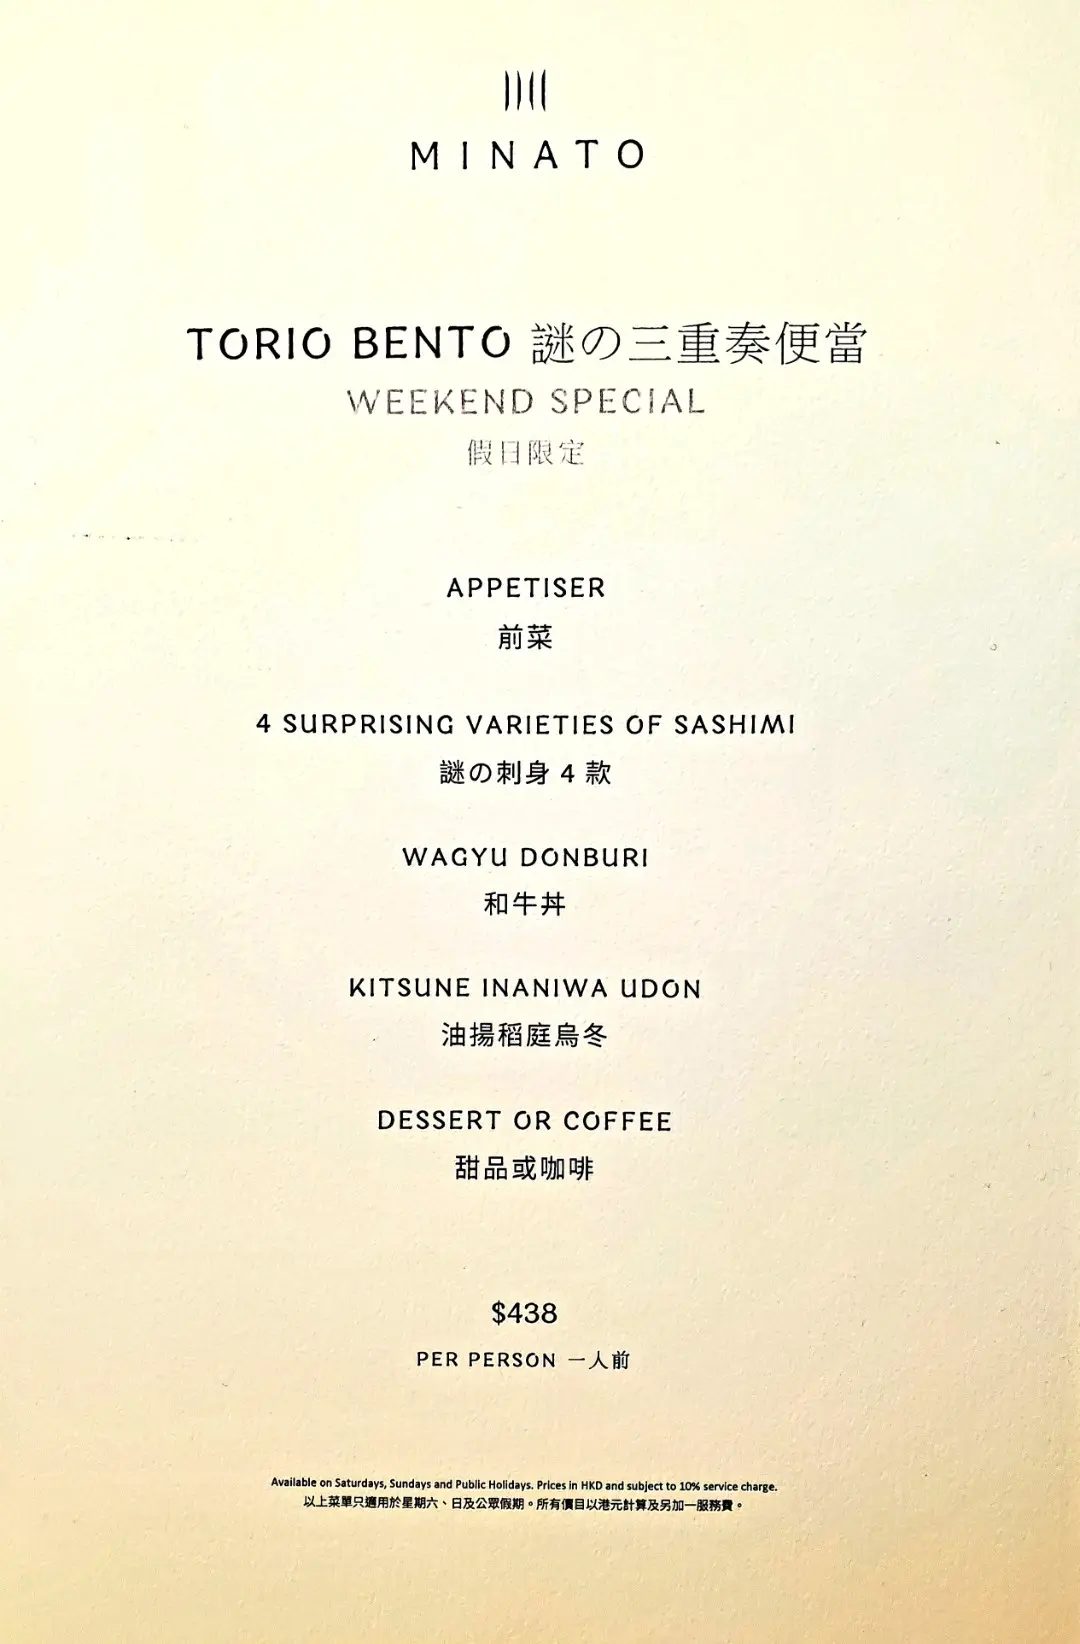 MINATO
TORIO BENTO 謎の三重奏便當
WEEKEND SPECIAL
假日限定
APPETISER
前菜
4 SURPRISING VARIETIES OF SASHIMI
謎の刺身 4 款
WAGYU DONBURI
和牛丼
KITSUNE INANIWA UDON
油揚稻庭烏冬
DESSERT OR COFFEE
甜品或咖啡
$438
PER PERSON 一人前
Available on Saturdays, Sundays and Public Holidays. Prices in HKD and subject to 10% service charge.
以上菜單只適用於星期六、日及公眾假期。所有價目以港元計算及另加一服務費。